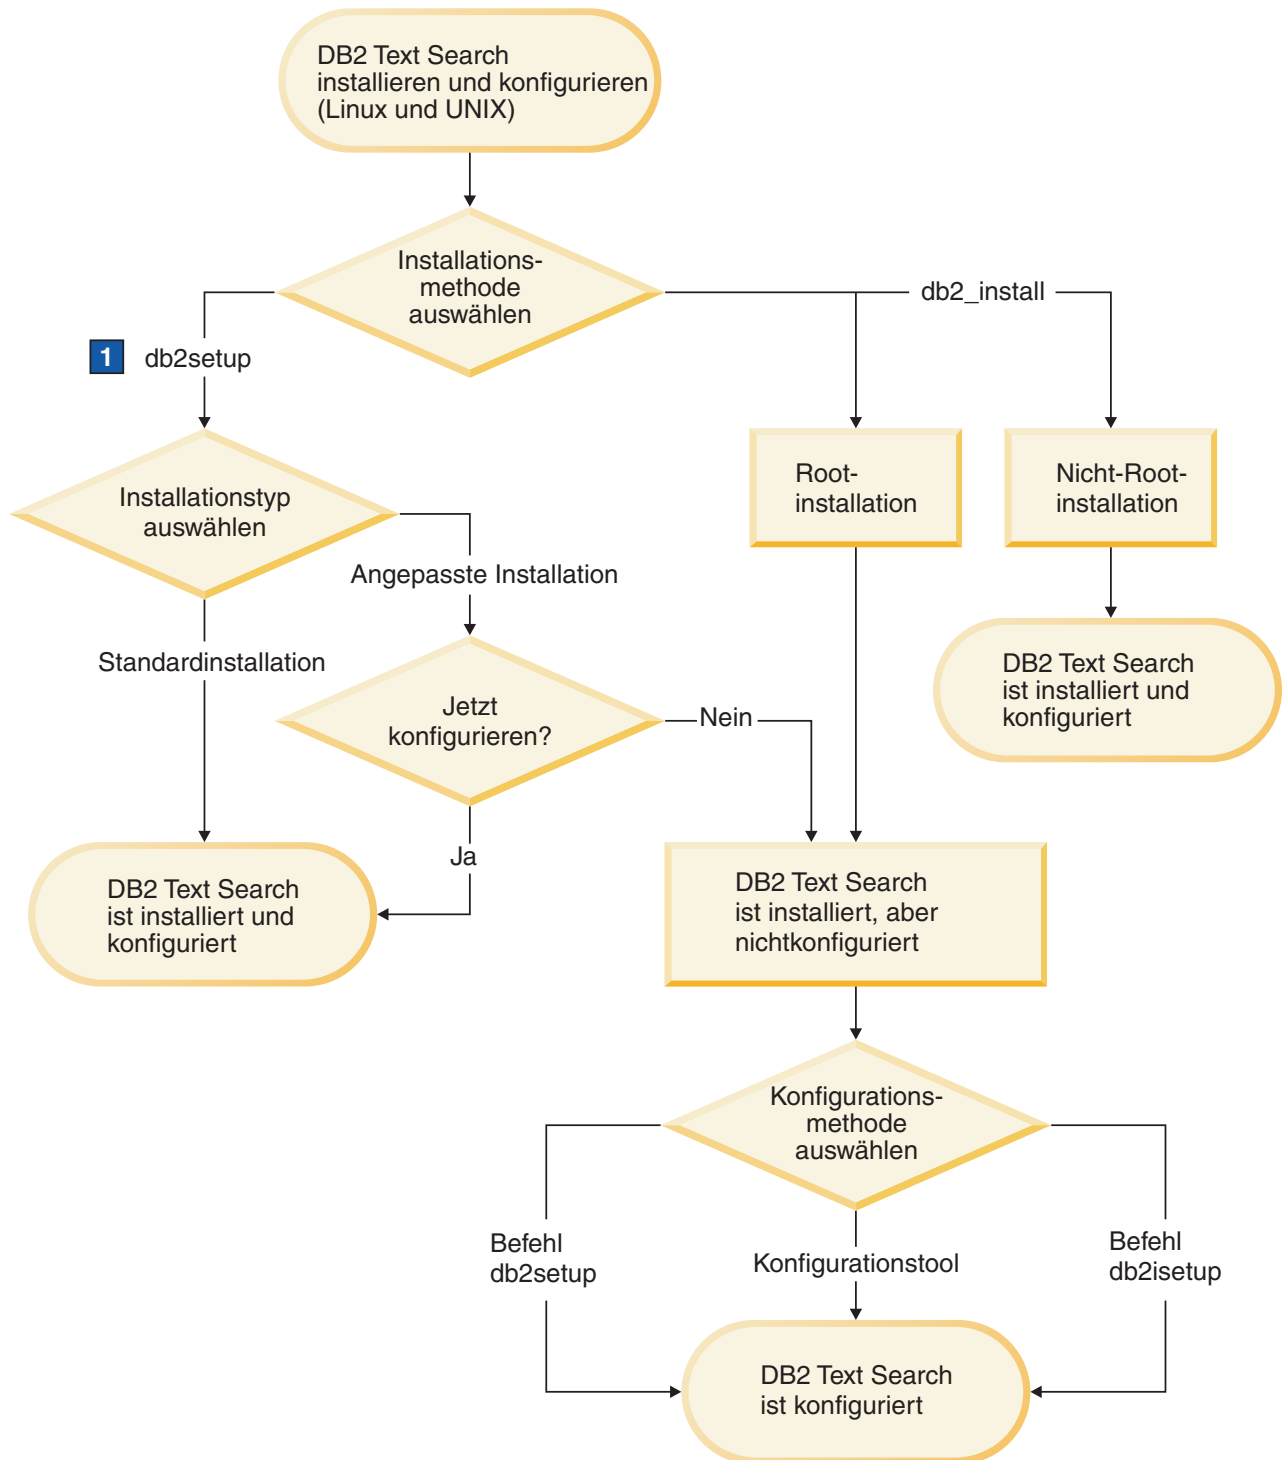 DB2 Text Search
installieren und konfigurieren
(Linux und UNIX)
Installations-
methode
auswählen
db2_install
1 db2setup
Installationstyp
auswählen
Root-
installation
Nicht-Root-
installation
Angepasste Installation
Standardinstallation
Jetzt
konfigurieren?
Nein
DB2 Text Search
ist installiert und
konfiguriert
Ja
DB2 Text Search
ist installiert und
konfiguriert
DB2 Text Search
ist installiert, aber
nichtkonfiguriert
Konfigurations-
methode
auswählen
Befehl
db2setup
Konfigurationstool
Befehl
db2isetup
DB2 Text Search
ist konfiguriert